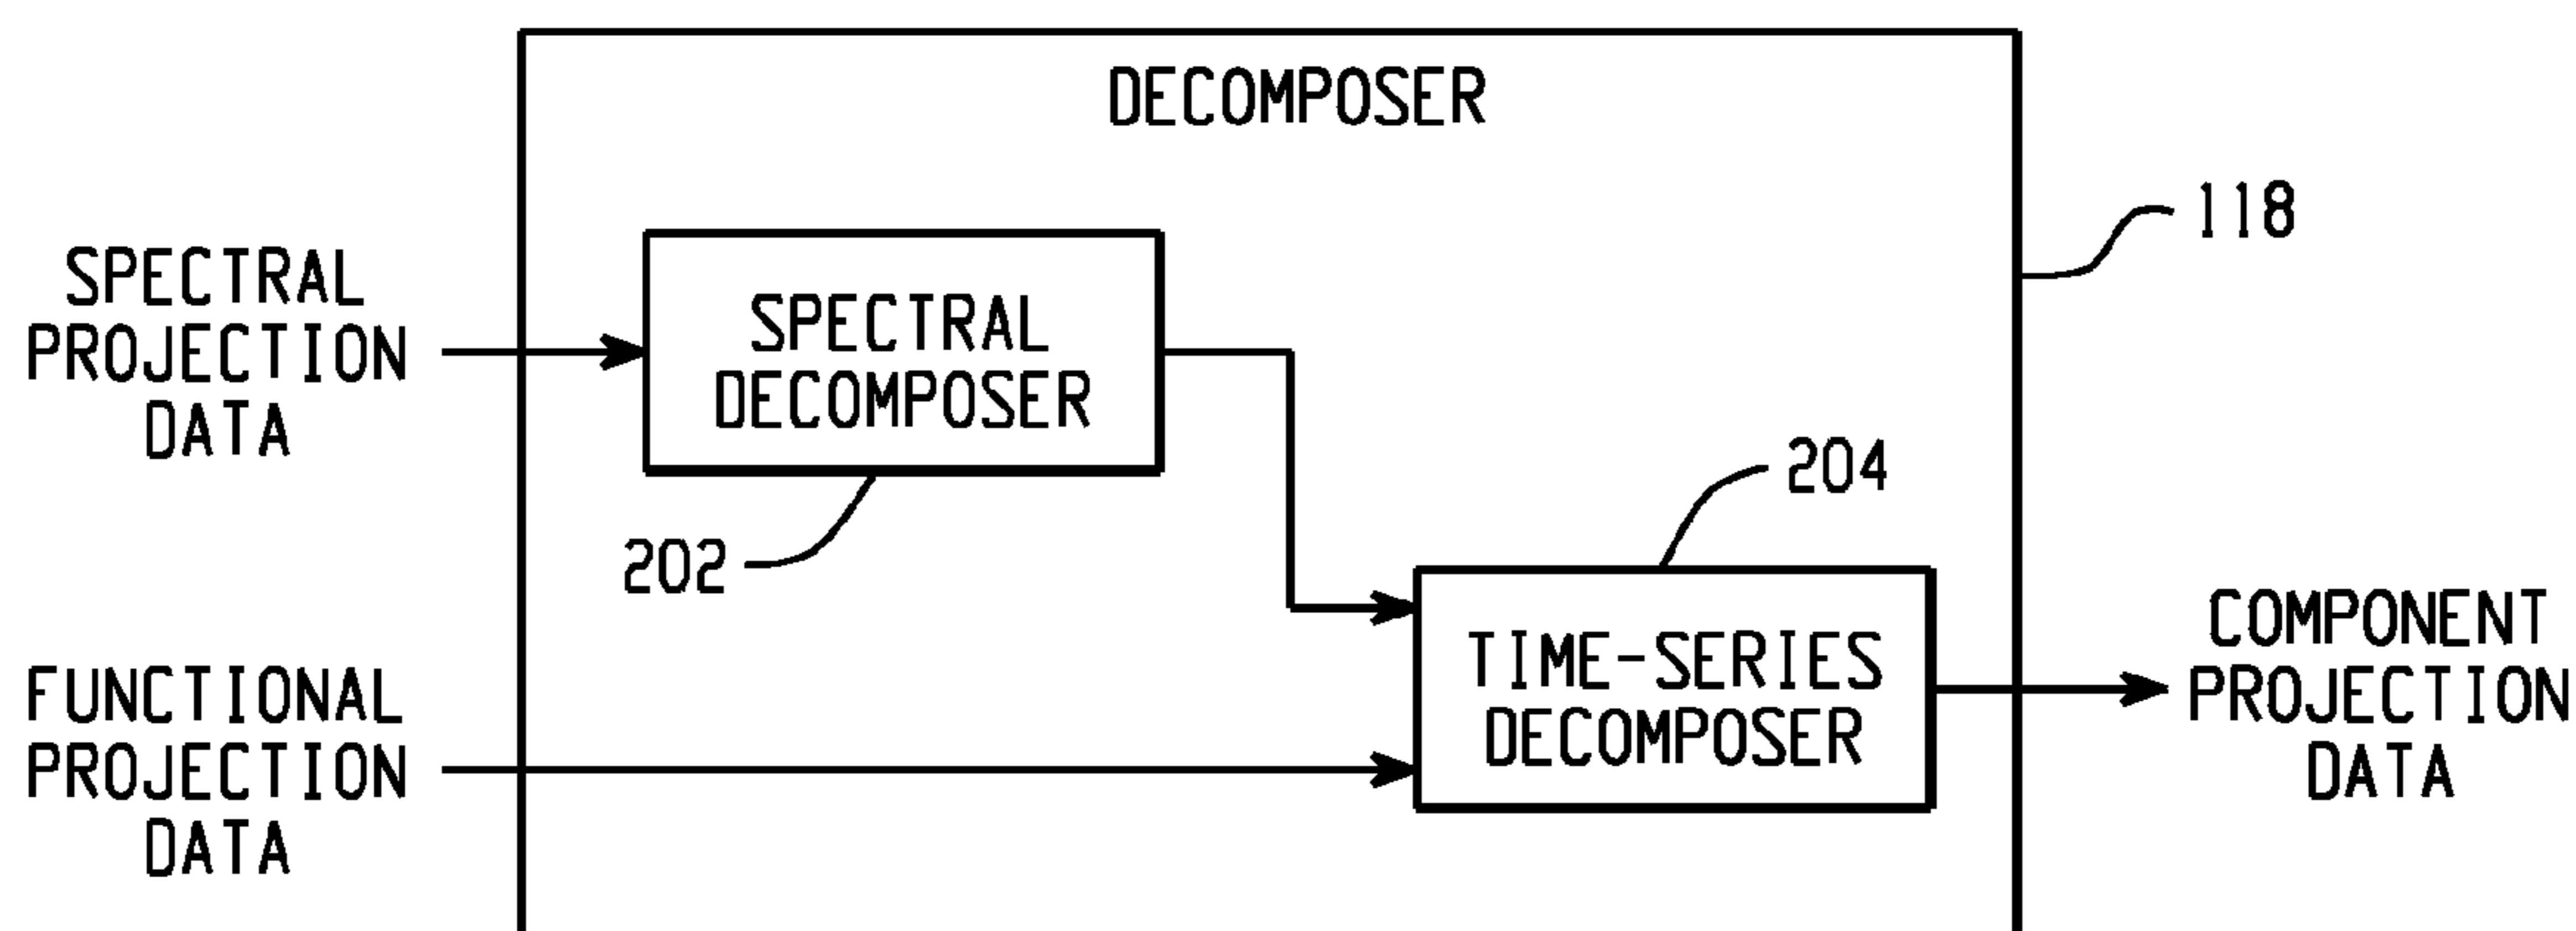 DECOMPOSER
118
SPECTRAL
PROJECTION
DATA
SPECTRAL
DECOMPOSER
202
204
FUNCTIONAL
PROJECTION
DATA
TIME-SERIES
DECOMPOSER
COMPONENT
PROJECTION
DATA